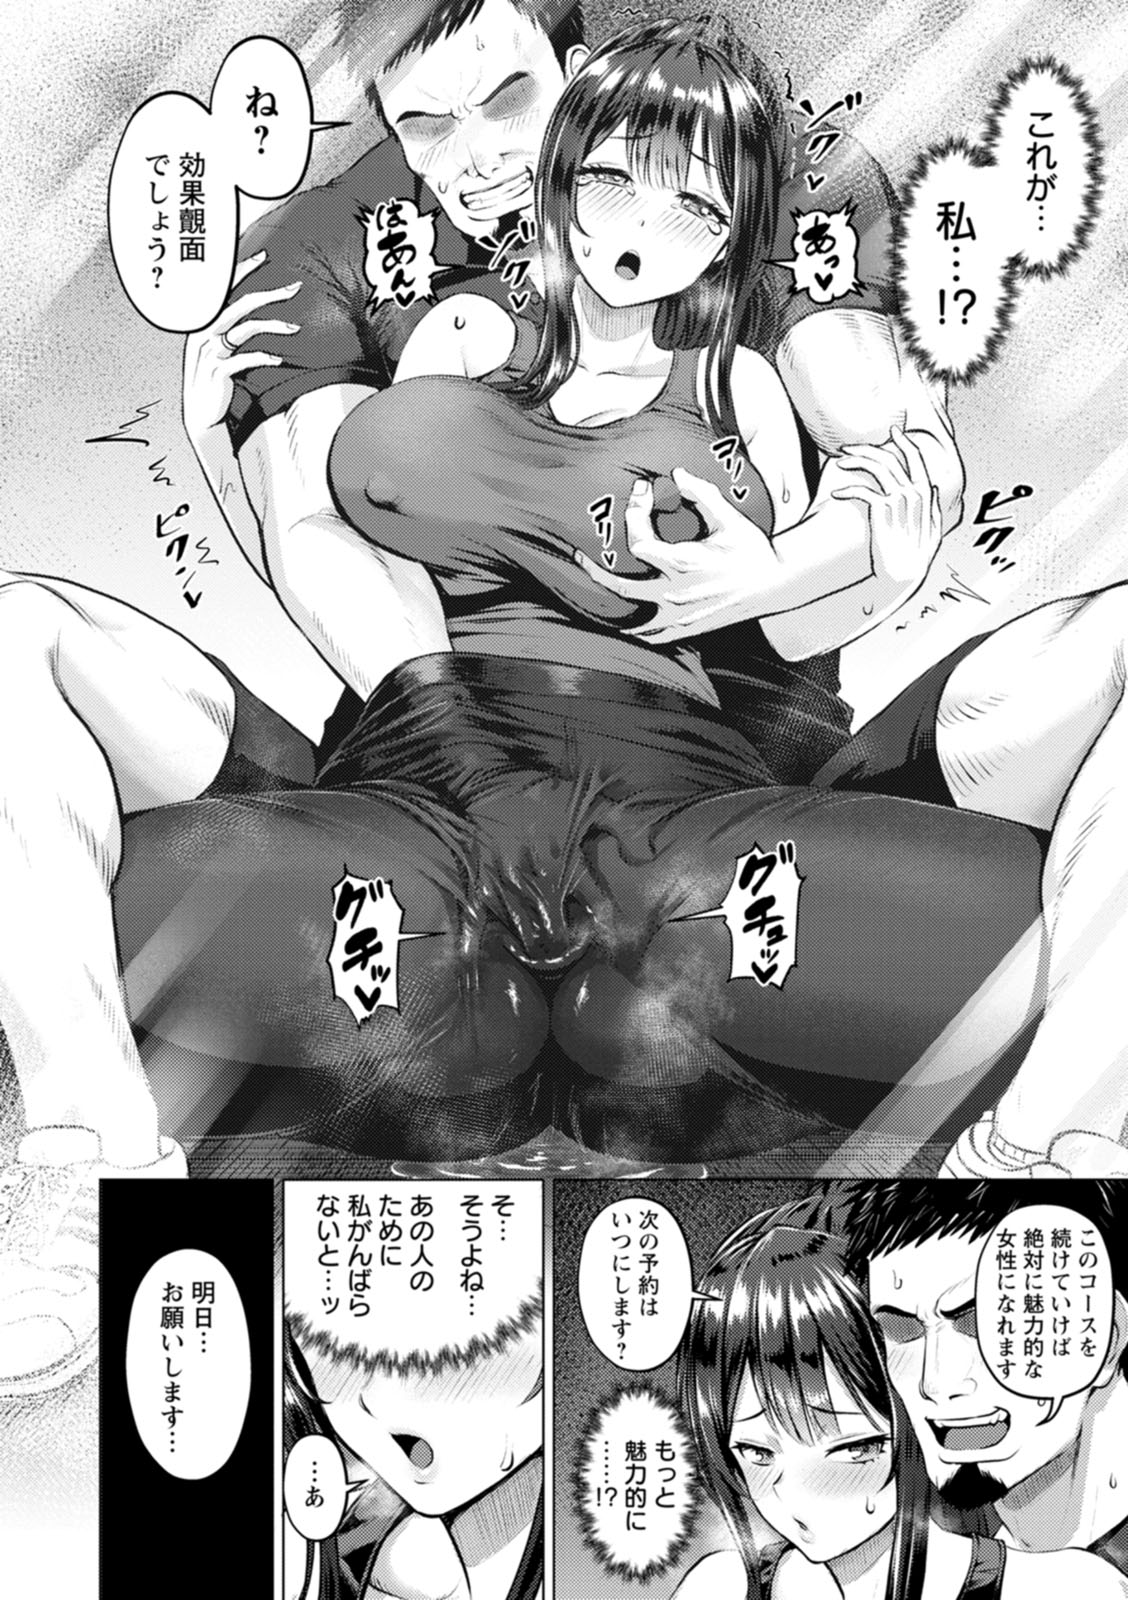 これが…
私…!?
ね?
効果覿面
でしょう?
ゾクッ
あっ♥
ゾクッ
はあん♥
コリッ
コリッ
ピクッ
ピクンッ
グチュッ♥
グチッ♥
このコースを
続けていけば
絶対に魅力的な
女性になれます
次の予約は
いつにします?
もっと
魅力的に
……!?
そ…
そうよね…
あの人の
ために
私がんばら
ないと…ッ
…あ
明日…
お願いします…